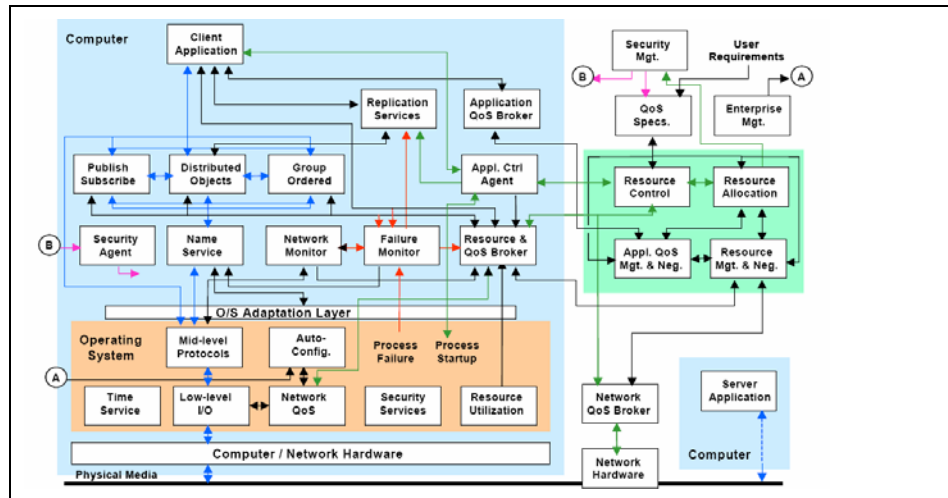 Computer
Client
Application
Security
Mgt.
User
Requirements
B
A
Replication
Services
Application
QoS Broker
QoS
Specs.
Enterprise
Mgt.
Publish
Subscribe
Distributed
Objects
Group
Ordered
Appl. Ctrl
Agent
Resource
Control
Resource
Allocation
B
Security
Agent
Name
Service
Network
Monitor
Failure
Monitor
Resource &
QoS Broker
Appl. QoS
Mgt. & Neg.
Resource
Mgt. & Neg.
O/S Adaptation Layer
Operating
System
Mid-level
Protocols
Auto-
Config.
Process
Failure
Process
Startup
A
Time
Service
Low-level
I/O
Network
QoS
Security
Services
Resource
Utilization
Network
QoS Broker
Server
Application
Computer / Network Hardware
Computer
Network
Hardware
Physical Media